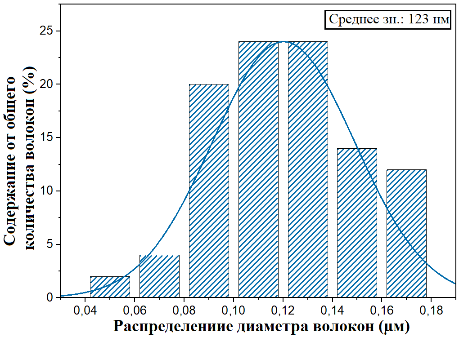 Среднее зн.: 123 нм
Содержание от общего
количества волокон (%)
25
20
15
10
5
0
0,04 0,06 0,08 0,10 0,12 0,14 0,16 0,18
Распределениие диаметра волокон (µм)